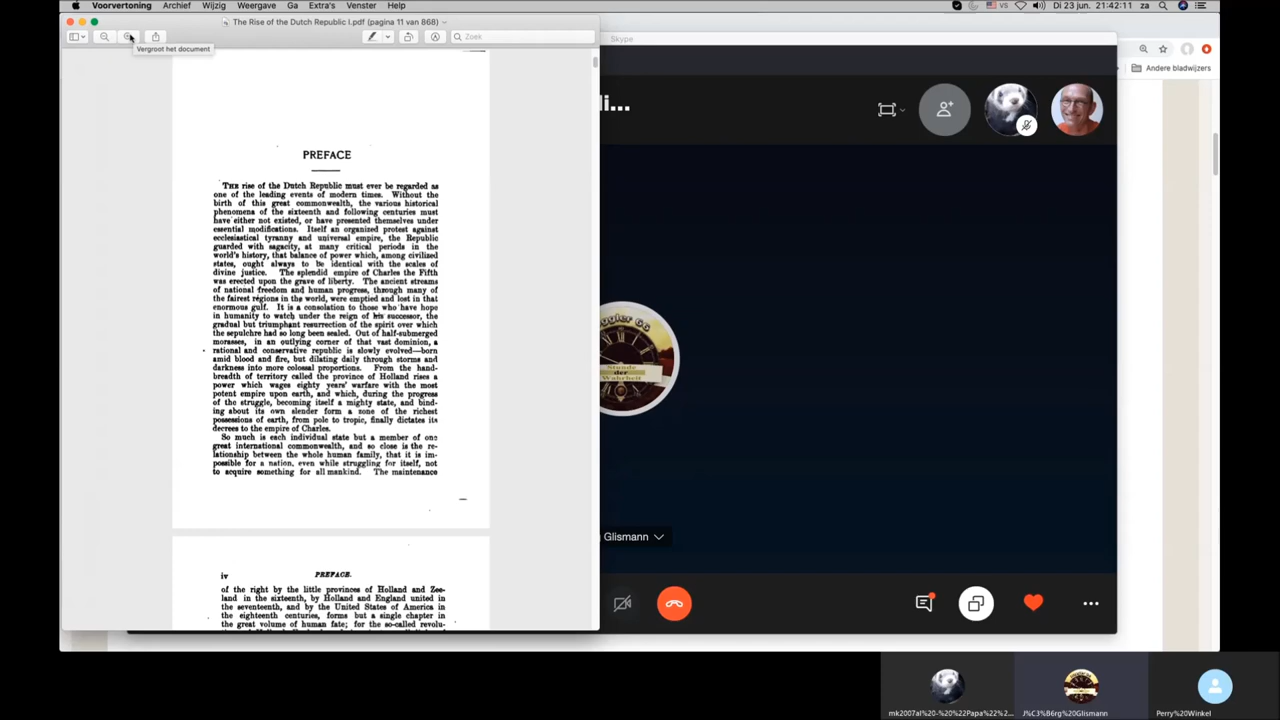 Voorvertoning Archief Wijzig Weergave Ga Extra's Venster Help
VS
Di 23 jun. 21:42:11 za
The Rise of the Dutch Republic I.pdf (pagina 11 van 868)
Zoek
Vergroot het document
Skype
Andere bladwijzers
li...
PREFACE
THE rise of the Dutch Republic must ever be regarded as
one of the leading events of modern times. Without the
birth of this great commonwealth, the various historical
phenomena of the sixteenth and following centuries must
have either not existed, or have presented themselves under
essential modifications. Itself an organized protest against
ecclesiastical tyranny and universal empire, the Republic
guarded with sagacity, at many critical periods in the
world's history, that balance of power which, among civilized
states, ought always to be identical with the scales of
divine justice. The splendid empire of Charles the Fifth
was erected upon the grave of liberty. The ancient streams
of national freedom and human progress, through many of
the fairest regions in the world, were emptied and lost in that
enormous gulf. It is a consolation to those who have hope
in humanity to watch under the reign of his successor, the
gradual but triumphant resurrection of the spirit over which
the sepulchre had so long been sealed. Out of half-submerged
morasses, in an outlying corner of that vast dominion, a
rational and conservative republic is slowly evolved—born
amid blood and fire, but dilating daily through storms and
darkness into more colossal proportions. From the hand-
breadth of territory called the province of Holland rises a
power which wages eighty years' warfare with the most
potent empire upon earth, and which, during the progress
of the struggle, becoming itself a mighty state, and bind-
ing about its own slender form a zone of the richest
possessions of earth, from pole to tropic, finally dictates its
decrees to the empire of Charles.
So much is each individual state but a member of one
great international commonwealth, and so close is the re-
lationship between the whole human family, that it is im-
possible for a nation, even while struggling for itself, not
to acquire something for all mankind. The maintenance
iv PREFACE.
of the right by the little provinces of Holland and Zee-
land in the sixteenth, by Holland and England united in
the seventeenth, and by the United States of America in
the eighteenth centuries, forms but a single chapter in
the great volume of human fate; for the so-called revolu-
ggler 66
Stunde
der
Wahrheit
Glismann
mk2007al%20-%20%22Papa%22%2...
J%C3%B6rg%20Glismann
Perry%20Winkel